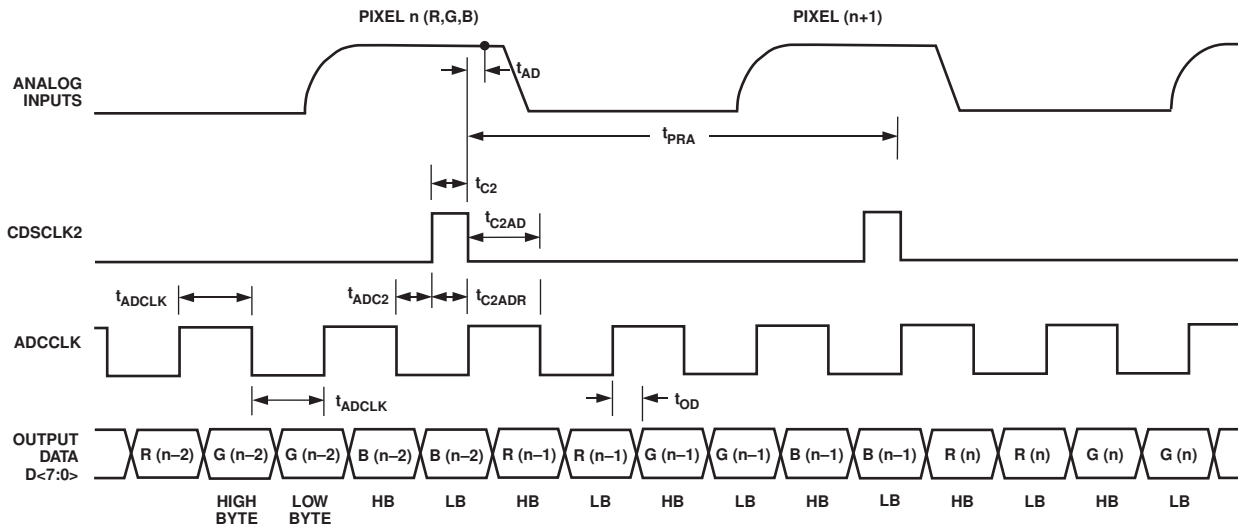 PIXEL n (R,G,B)
PIXEL (n+1)
ANALOG
INPUTS
tAD
tPRA
tC2
CDSCLK2
tC2AD
tADCLK
tADC2
tC2ADR
ADCCLK
tADCLK
tOD
OUTPUT
DATA
D<7:0>
R (n–2)
G (n–2)
G (n–2)
B (n–2)
B (n–2)
R (n–1)
R (n–1)
G (n–1)
G (n–1)
B (n–1)
B (n–1)
R (n)
R (n)
G (n)
G (n)
HIGH
BYTE
LOW
BYTE
HB
LB
HB
LB
HB
LB
HB
LB
HB
LB
HB
LB